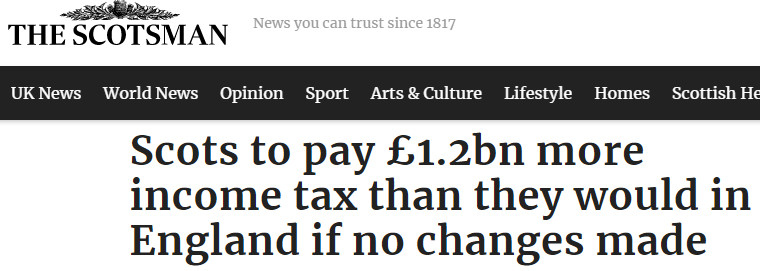 THE SCOTSMAN
News you can trust since 1817
UK News World News Opinion Sport Arts & Culture Lifestyle Homes Scottish He
Scots to pay £1.2bn more
income tax than they would in
England if no changes made